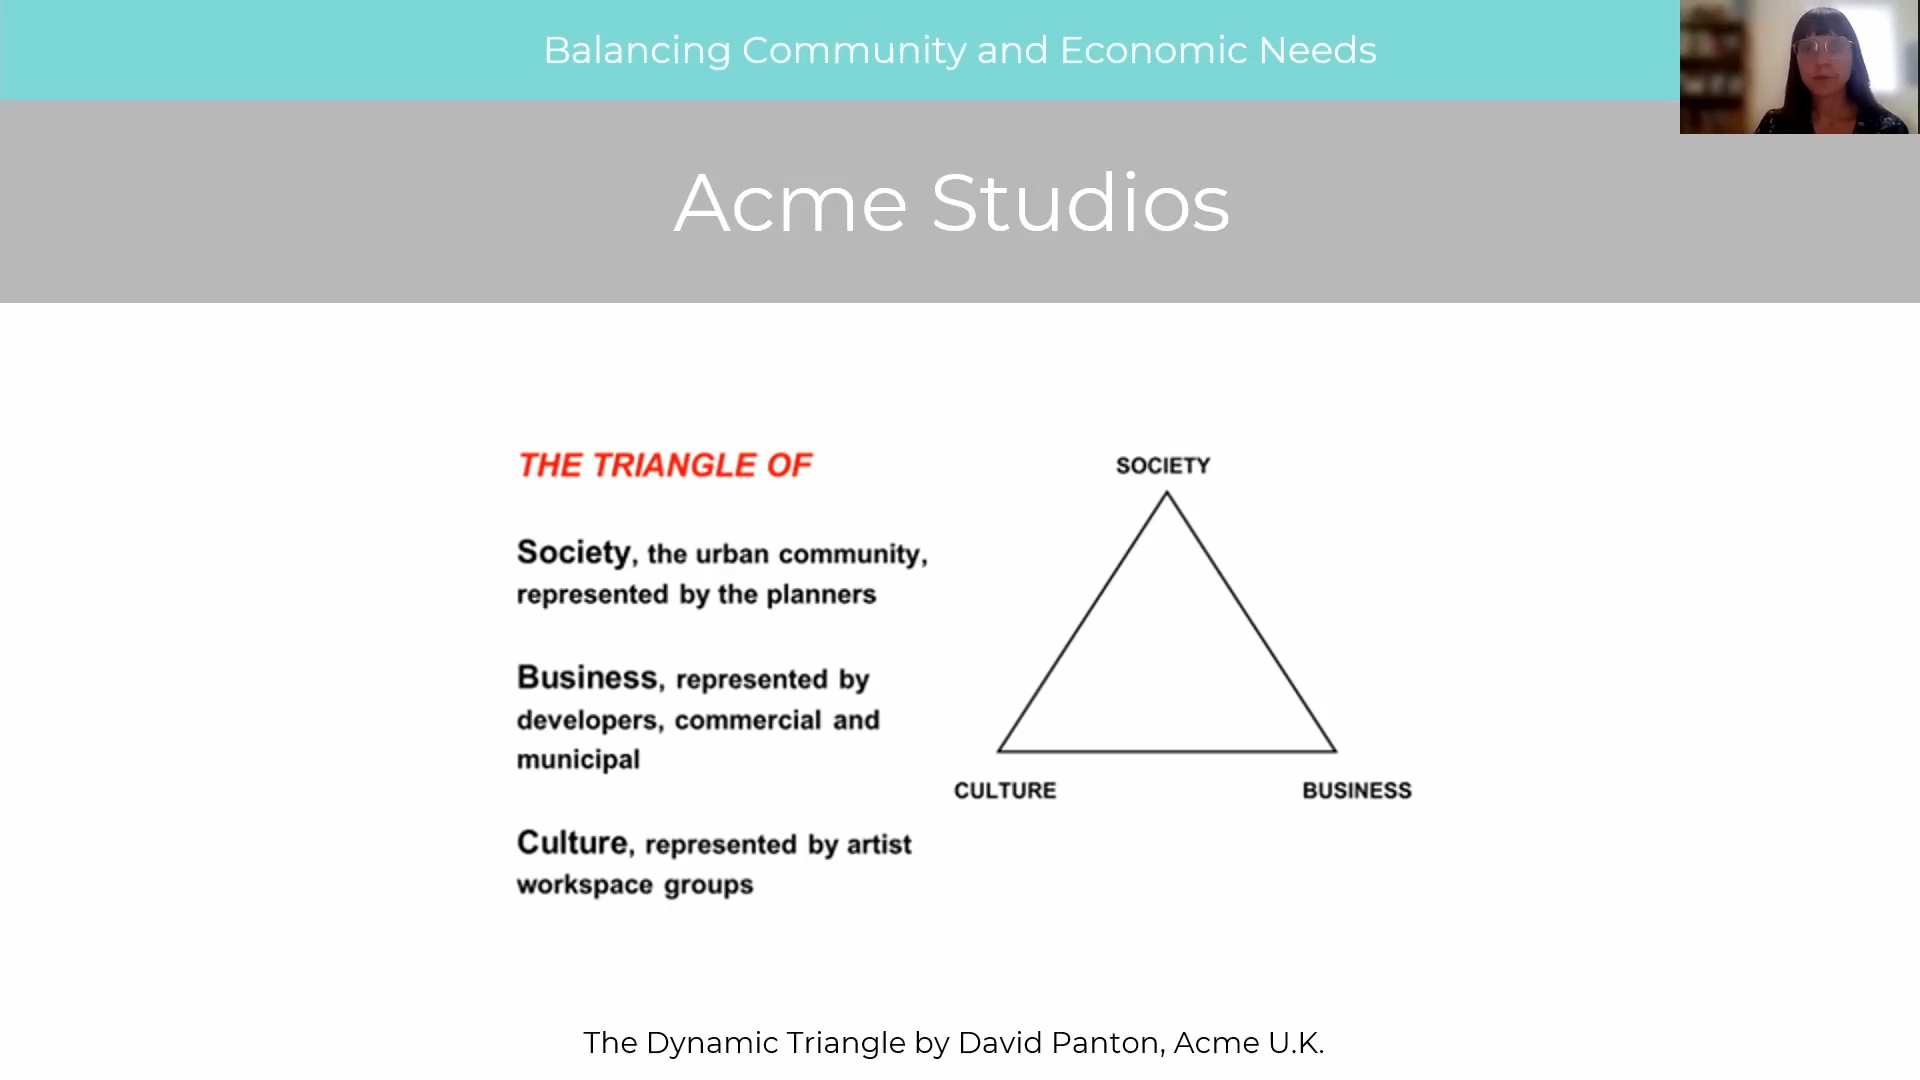 Balancing Community and Economic Needs
Acme Studios
THE TRIANGLE OF
Society, the urban community,
represented by the planners
Business, represented by
developers, commercial and
municipal
Culture, represented by artist
workspace groups
SOCIETY
CULTURE
BUSINESS
The Dynamic Triangle by David Panton, Acme U.K.